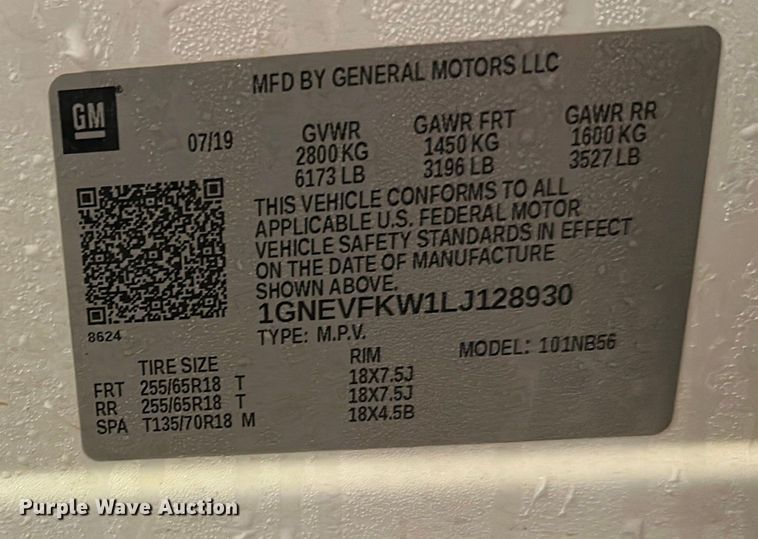 MFD BY GENERAL MOTORS LLC
GM ®
07/19
GVWR GAWR FRT GAWR RR
2800 KG 1450 KG 1600 KG
6173 LB 3196 LB 3527 LB
THIS VEHICLE CONFORMS TO ALL
APPLICABLE U.S. FEDERAL MOTOR
VEHICLE SAFETY STANDARDS IN EFFECT
ON THE DATE OF MANUFACTURE
SHOWN ABOVE.
1GNEVFKW1LJ128930
8624
TYPE: M.P.V. MODEL: 101NB56
TIRE SIZE RIM
FRT 255/65R18 T 18X7.5J
RR 255/65R18 T 18X7.5J
SPA T135/70R18 M 18X4.5B
Purple Wave Auction